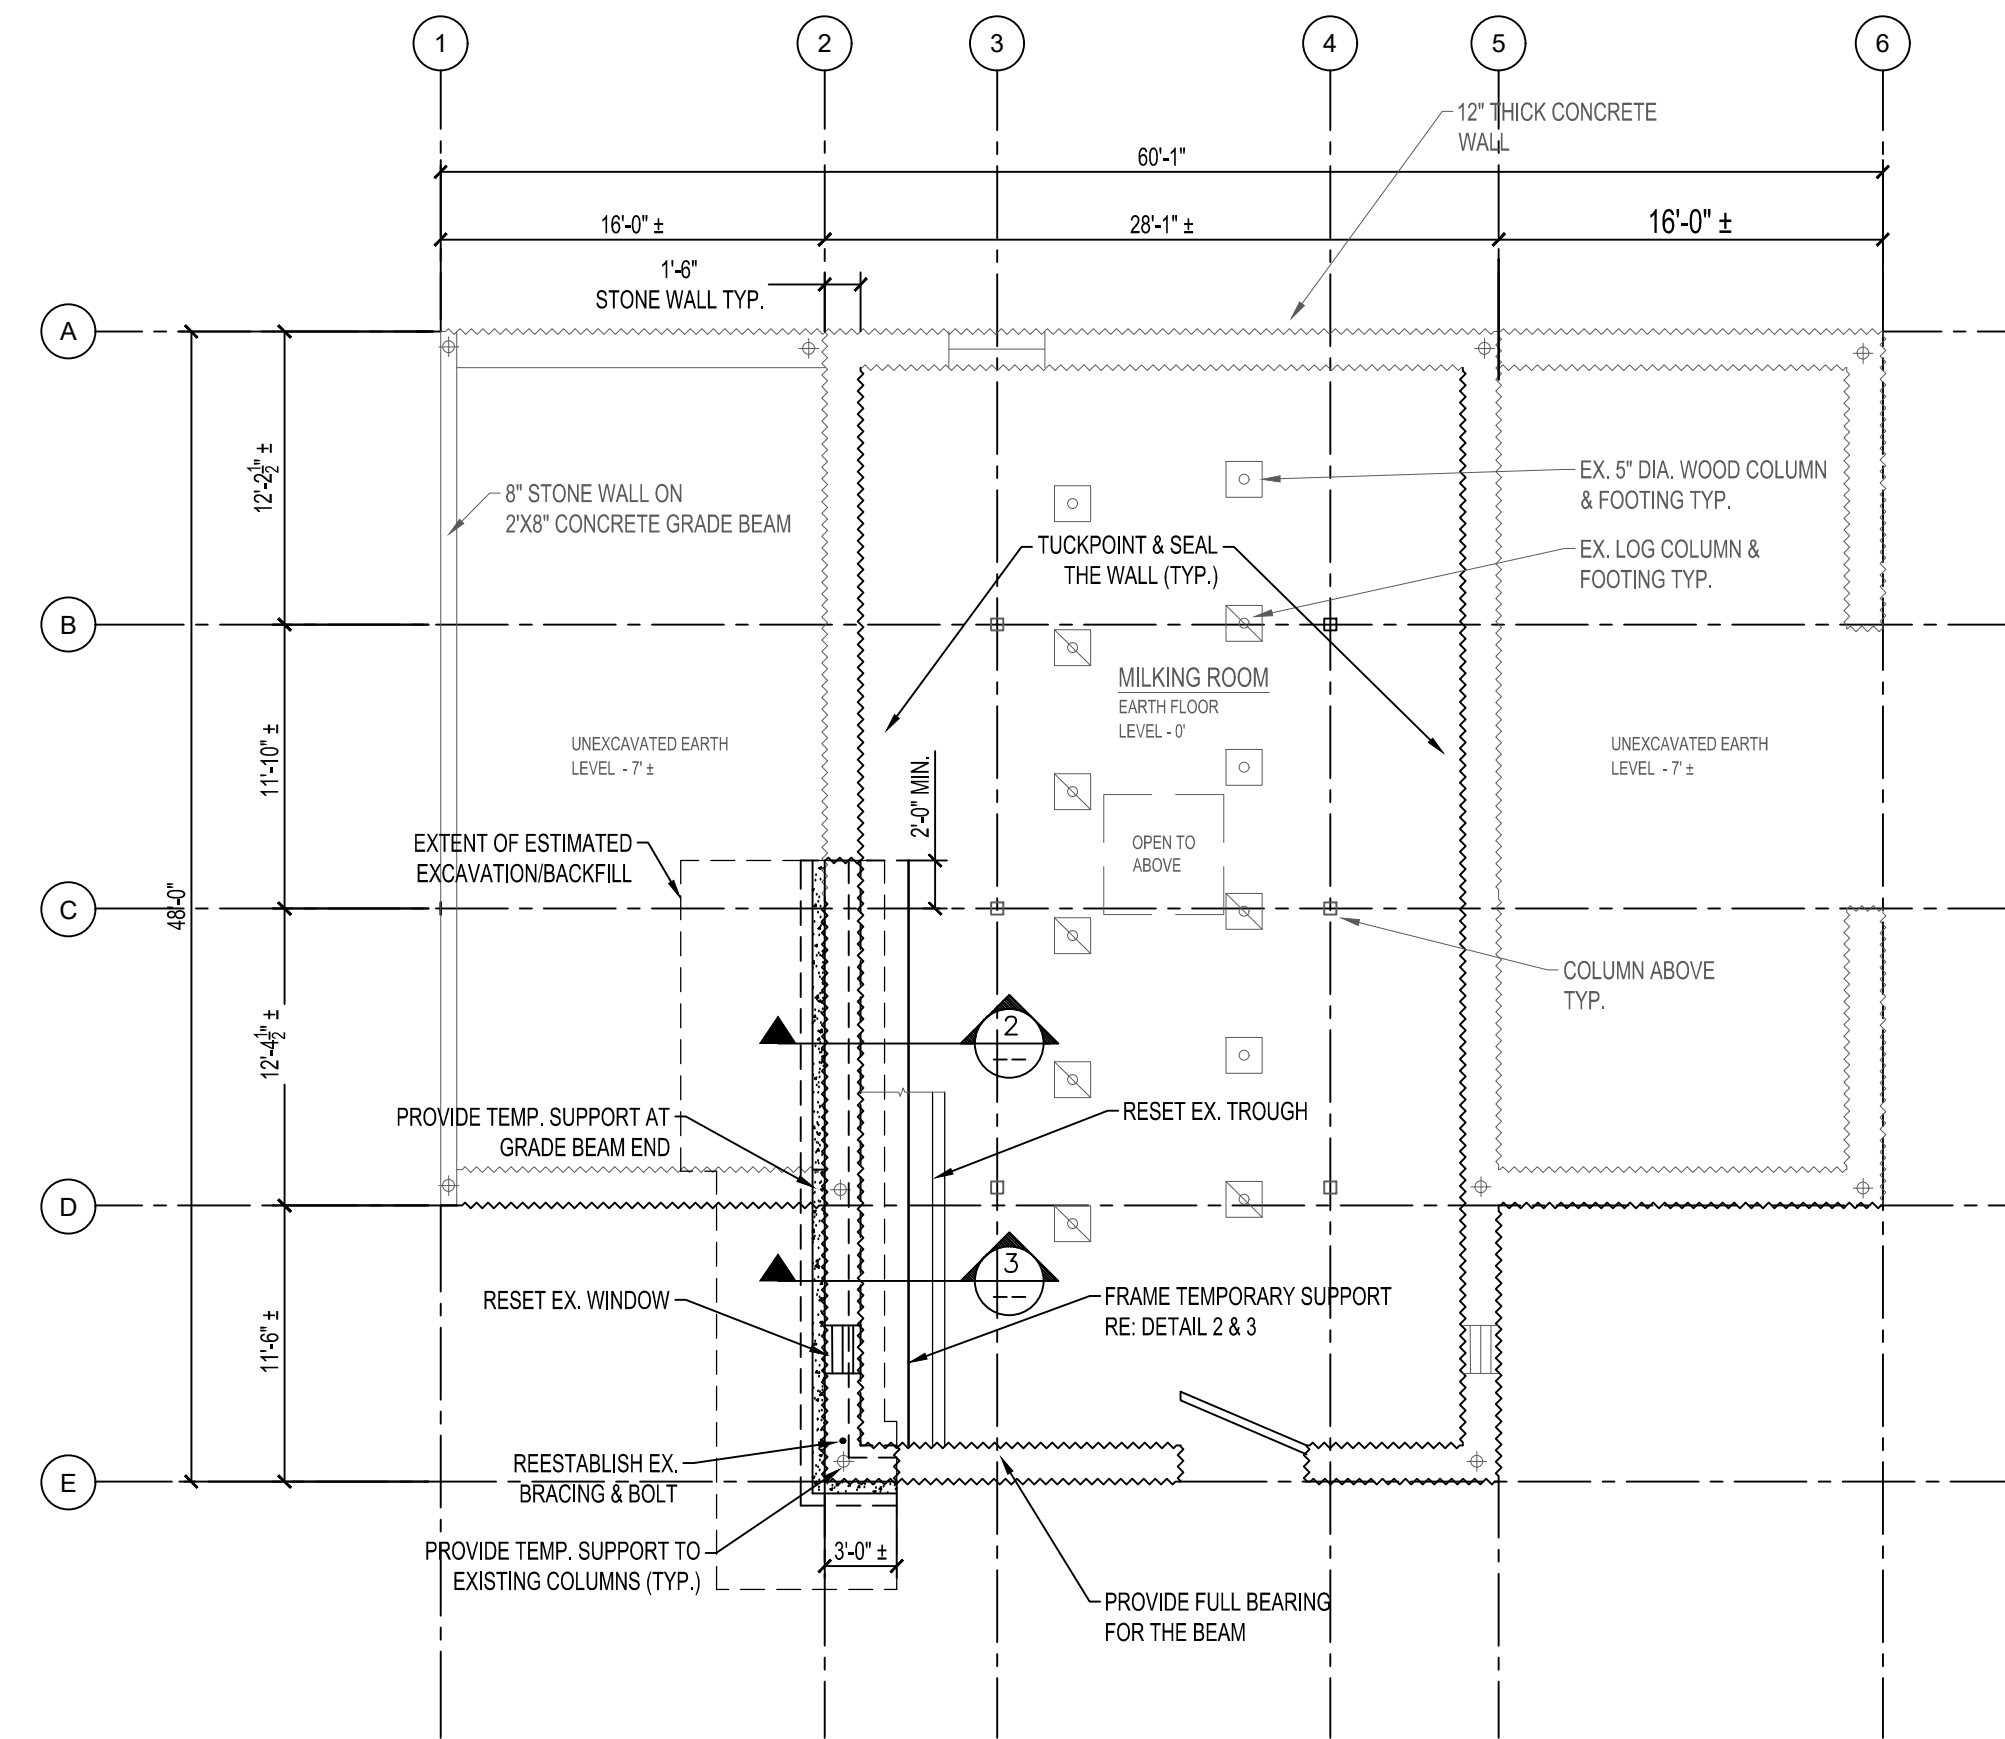 1
2
3
4
5
6
12" THICK CONCRETE
WALL
60'-1"
16'-0" ±
28'-1" ±
16'-0" ±
1'-6"
STONE WALL TYP.
A
12'-2½" ±
8" STONE WALL ON
2'X8" CONCRETE GRADE BEAM
EX. 5" DIA. WOOD COLUMN
& FOOTING TYP.
TUCKPOINT & SEAL
THE WALL (TYP.)
EX. LOG COLUMN &
FOOTING TYP.
B
MILKING ROOM
EARTH FLOOR
LEVEL - 0'
UNEXCAVATED EARTH
LEVEL - 7' ±
UNEXCAVATED EARTH
LEVEL - 7' ±
11'-10" ±
2'-0" MIN.
EXTENT OF ESTIMATED
EXCAVATION/BACKFILL
OPEN TO
ABOVE
C
48'-0"
COLUMN ABOVE
TYP.
12'-4½" ±
2
--
PROVIDE TEMP. SUPPORT AT
GRADE BEAM END
RESET EX. TROUGH
D
3
--
RESET EX. WINDOW
FRAME TEMPORARY SUPPORT
RE: DETAIL 2 & 3
11'-6" ±
REESTABLISH EX.
BRACING & BOLT
E
PROVIDE TEMP. SUPPORT TO
EXISTING COLUMNS (TYP.)
3'-0" ±
PROVIDE FULL BEARING
FOR THE BEAM